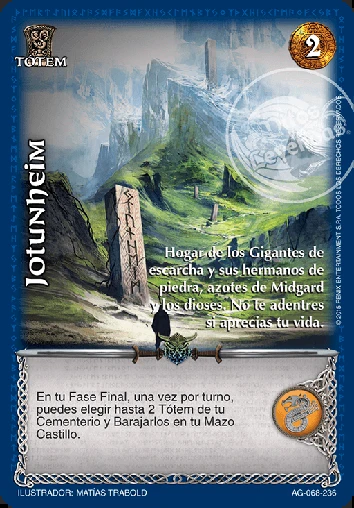 TÓTEM
2
JOTUNHEIM
Hogar de los Gigantes de
escarcha y sus hermanos de
piedra, azotes de Midgard
y los dioses. No te adentres
si aprecias tu vida.
En tu Fase Final, una vez por turno,
puedes elegir hasta 2 Tótem de tu
Cementerio y Barajarlos en tu Mazo
Castillo.
ILUSTRADOR: MATÍAS TRABOLD
AG-068-236